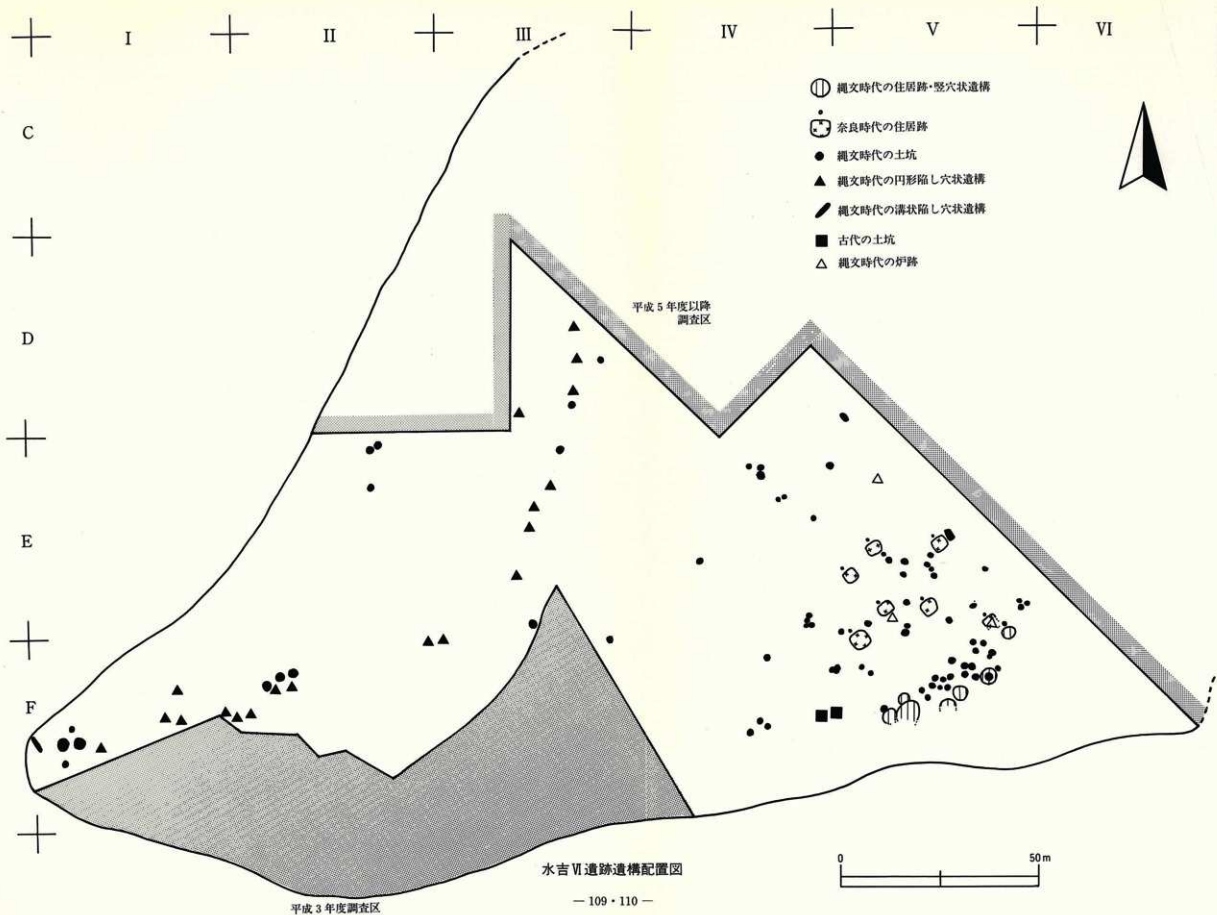 I II III IV V VI
C
D
E
F
縄文時代の住居跡・竪穴状遺構
奈良時代の住居跡
縄文時代の土坑
縄文時代の円形陥し穴状遺構
縄文時代の溝状陥し穴状遺構
古代の土坑
縄文時代の炉跡
平成5年度以降
調査区
水吉VI遺跡遺構配置図
0 50m
平成3年度調査区
— 109・110 —